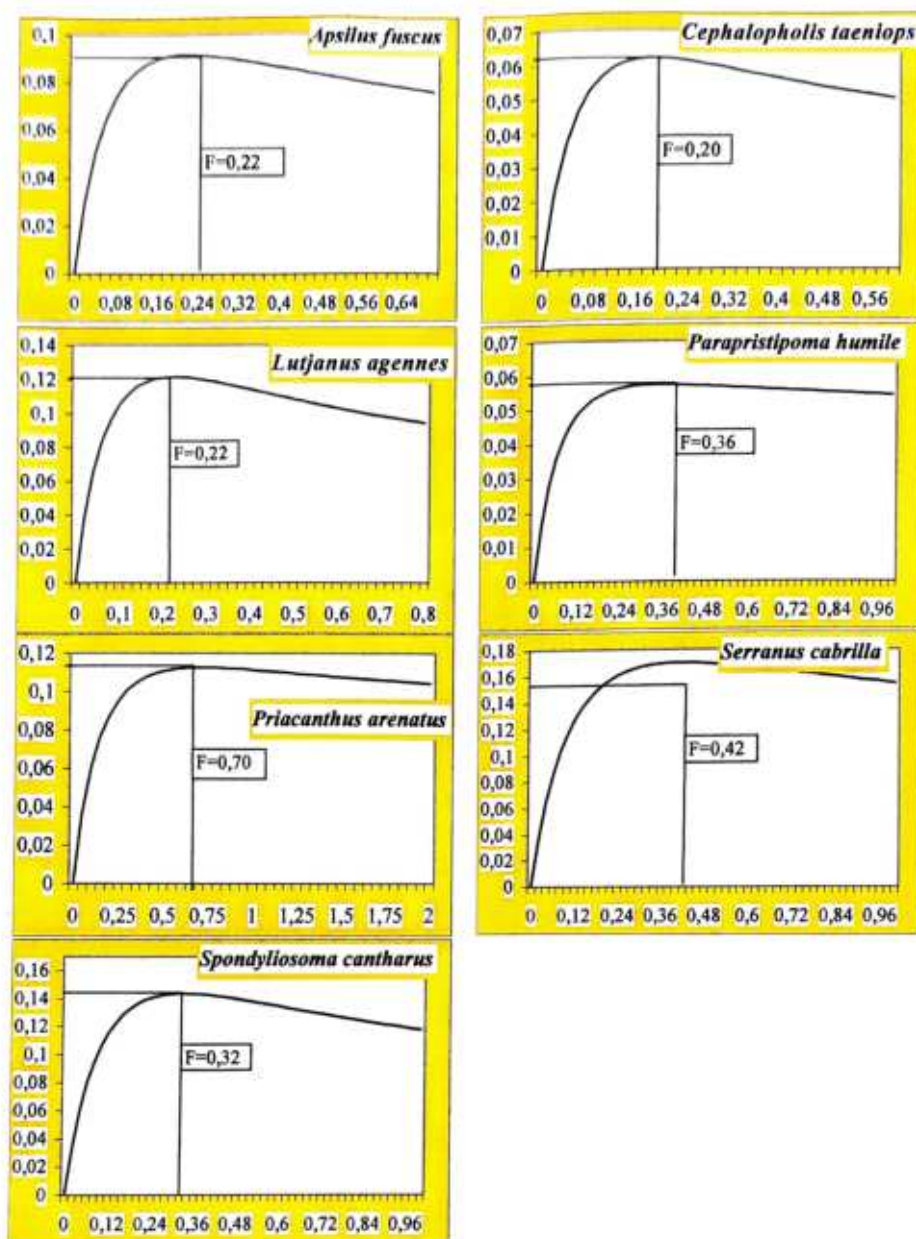 Apsilus fuscus
0,1
0,08
0,06
0,04
0,02
0
F=0,22
0 0,08 0,16 0,24 0,32 0,4 0,48 0,56 0,64
Cephalopholis taeniops
0,07
0,06
0,05
0,04
0,03
0,02
0,01
0
F=0,20
0 0,08 0,16 0,24 0,32 0,4 0,48 0,56
Lutjanus agennes
0,14
0,12
0,1
0,08
0,06
0,04
0,02
0
F=0,22
0 0,1 0,2 0,3 0,4 0,5 0,6 0,7 0,8
Parapristipoma humile
0,07
0,06
0,05
0,04
0,03
0,02
0,01
0
F=0,36
0 0,12 0,24 0,36 0,48 0,6 0,72 0,84 0,96
0,12
0,1
Priacanthus arenatus
0,08
0,06
0,04
0,02
0
F=0,70
0 0,25 0,5 0,75 1 1,25 1,5 1,75 2
Serranus cabrilla
0,18
0,16
0,14
0,12
0,1
0,08
0,06
0,04
0,02
0
F=0,42
0 0,12 0,24 0,36 0,48 0,6 0,72 0,84 0,96
Spondyliosoma cantharus
0,16
0,14
0,12
0,1
0,08
0,06
0,04
0,02
0
F=0,32
0 0,12 0,24 0,36 0,48 0,6 0,72 0,84 0,96